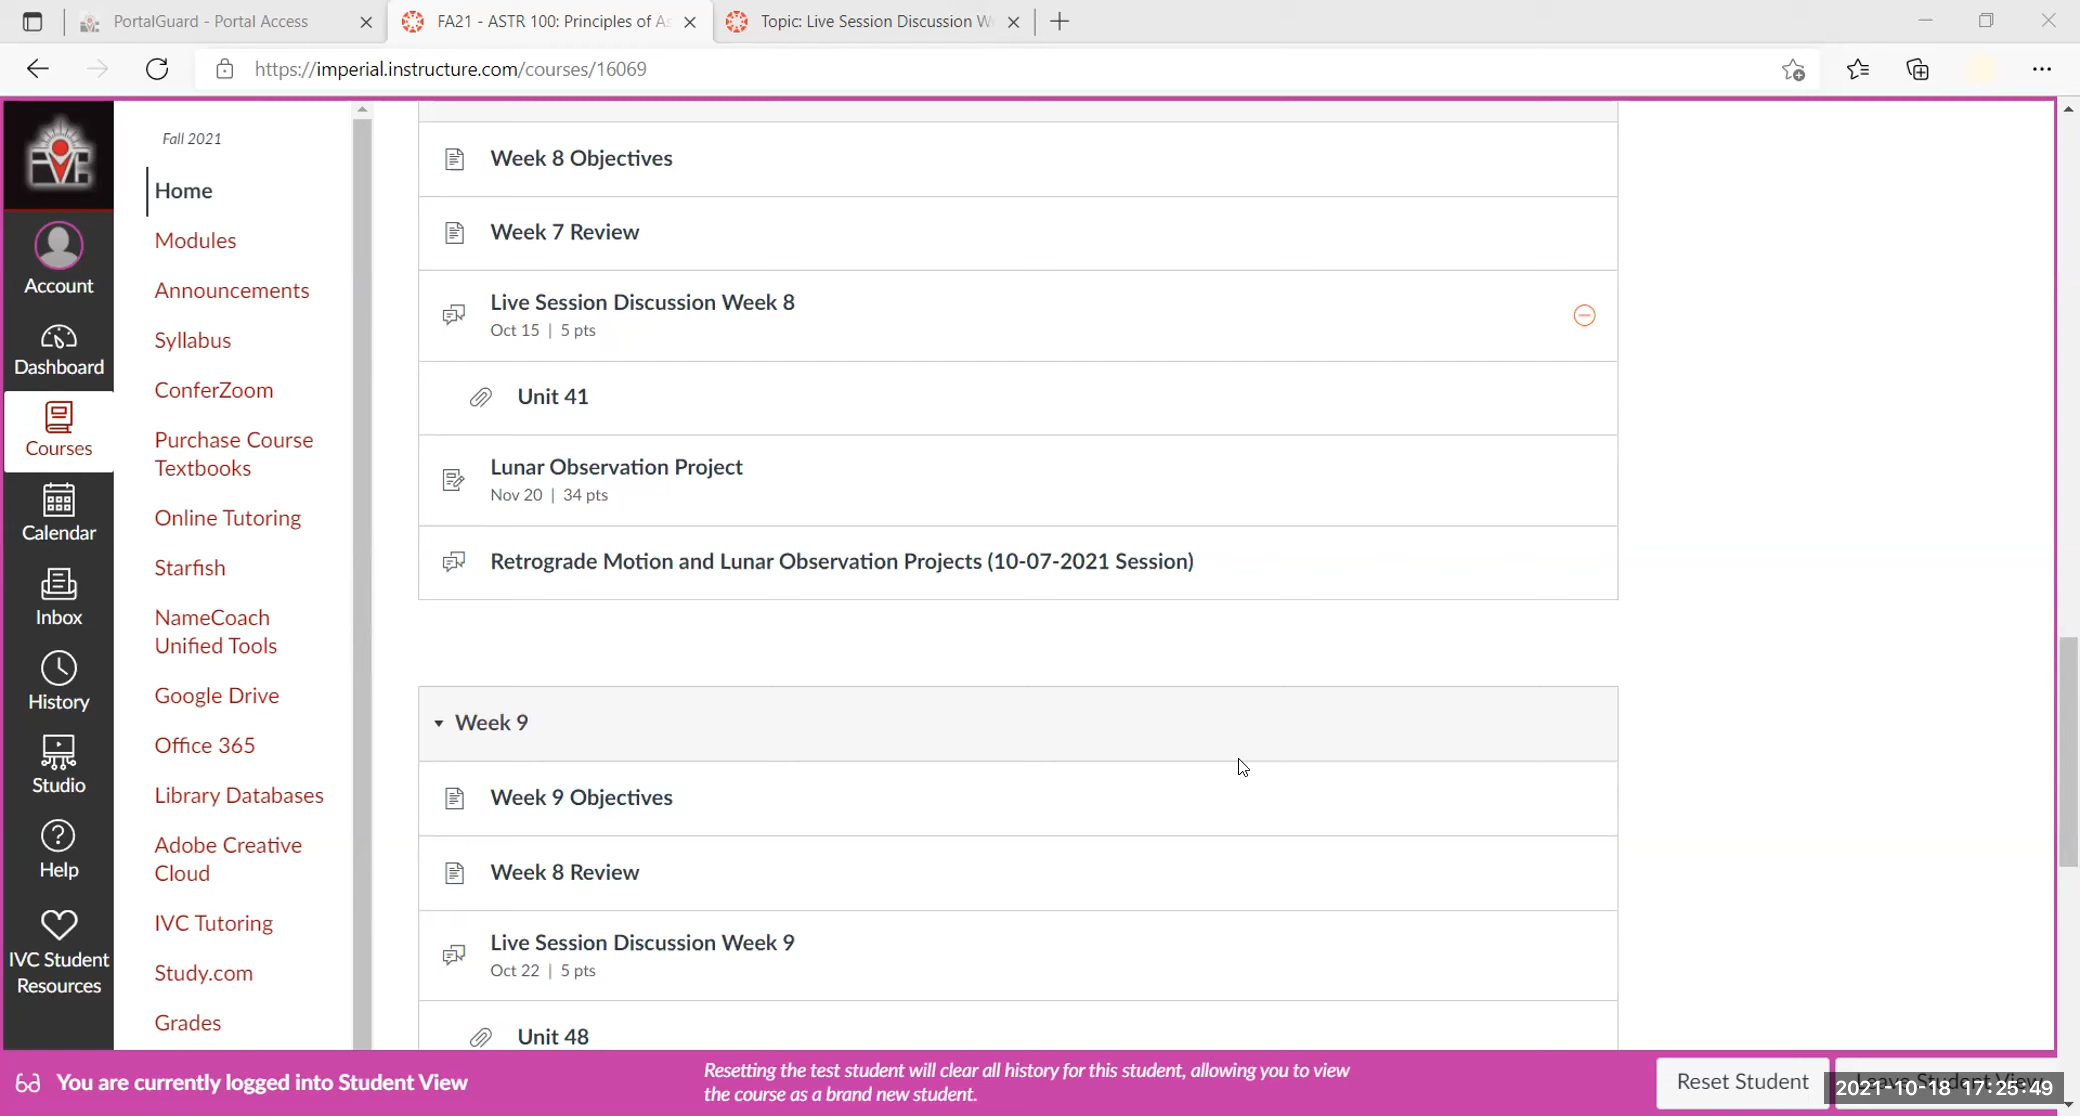 PortalGuard - Portal Access
FA21 - ASTR 100: Principles of As
Topic: Live Session Discussion W
https://imperial.instructure.com/courses/16069
IVC
Account
Dashboard
Courses
Calendar
Inbox
History
Studio
Help
IVC Student
Resources
Fall 2021
Home
Modules
Announcements
Syllabus
ConferZoom
Purchase Course
Textbooks
Online Tutoring
Starfish
NameCoach
Unified Tools
Google Drive
Office 365
Library Databases
Adobe Creative
Cloud
IVC Tutoring
Study.com
Grades
Week 8 Objectives
Week 7 Review
Live Session Discussion Week 8
Oct 15 | 5 pts
Unit 41
Lunar Observation Project
Nov 20 | 34 pts
Retrograde Motion and Lunar Observation Projects (10-07-2021 Session)
Week 9
Week 9 Objectives
Week 8 Review
Live Session Discussion Week 9
Oct 22 | 5 pts
Unit 48
You are currently logged into Student View
Resetting the test student will clear all history for this student, allowing you to view
the course as a brand new student.
Reset Student
Leave Student View
2021-10-18 17:25:49